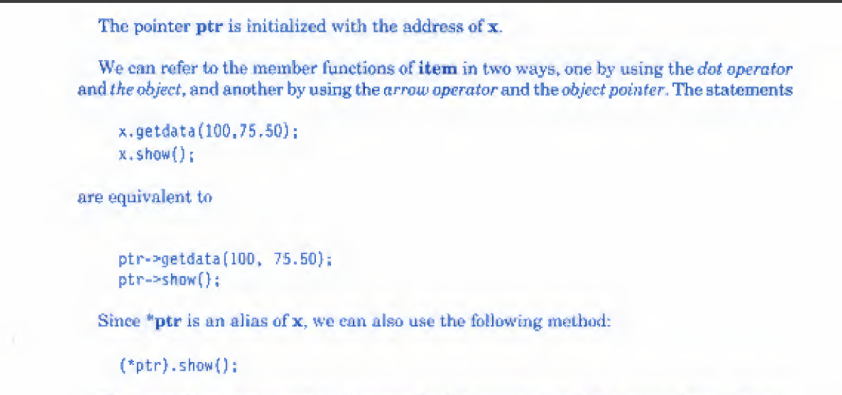 The pointer ptr is initialized with the address of x.
We can refer to the member functions of item in two ways, one by using the dot operator
and the object, and another by using the arrow operator and the object pointer. The statements
x.getdata(100,75.50);
x.show();
are equivalent to
ptr->getdata(100, 75.50);
ptr->show();
Since *ptr is an alias of x, we can also use the following method:
(*ptr).show();